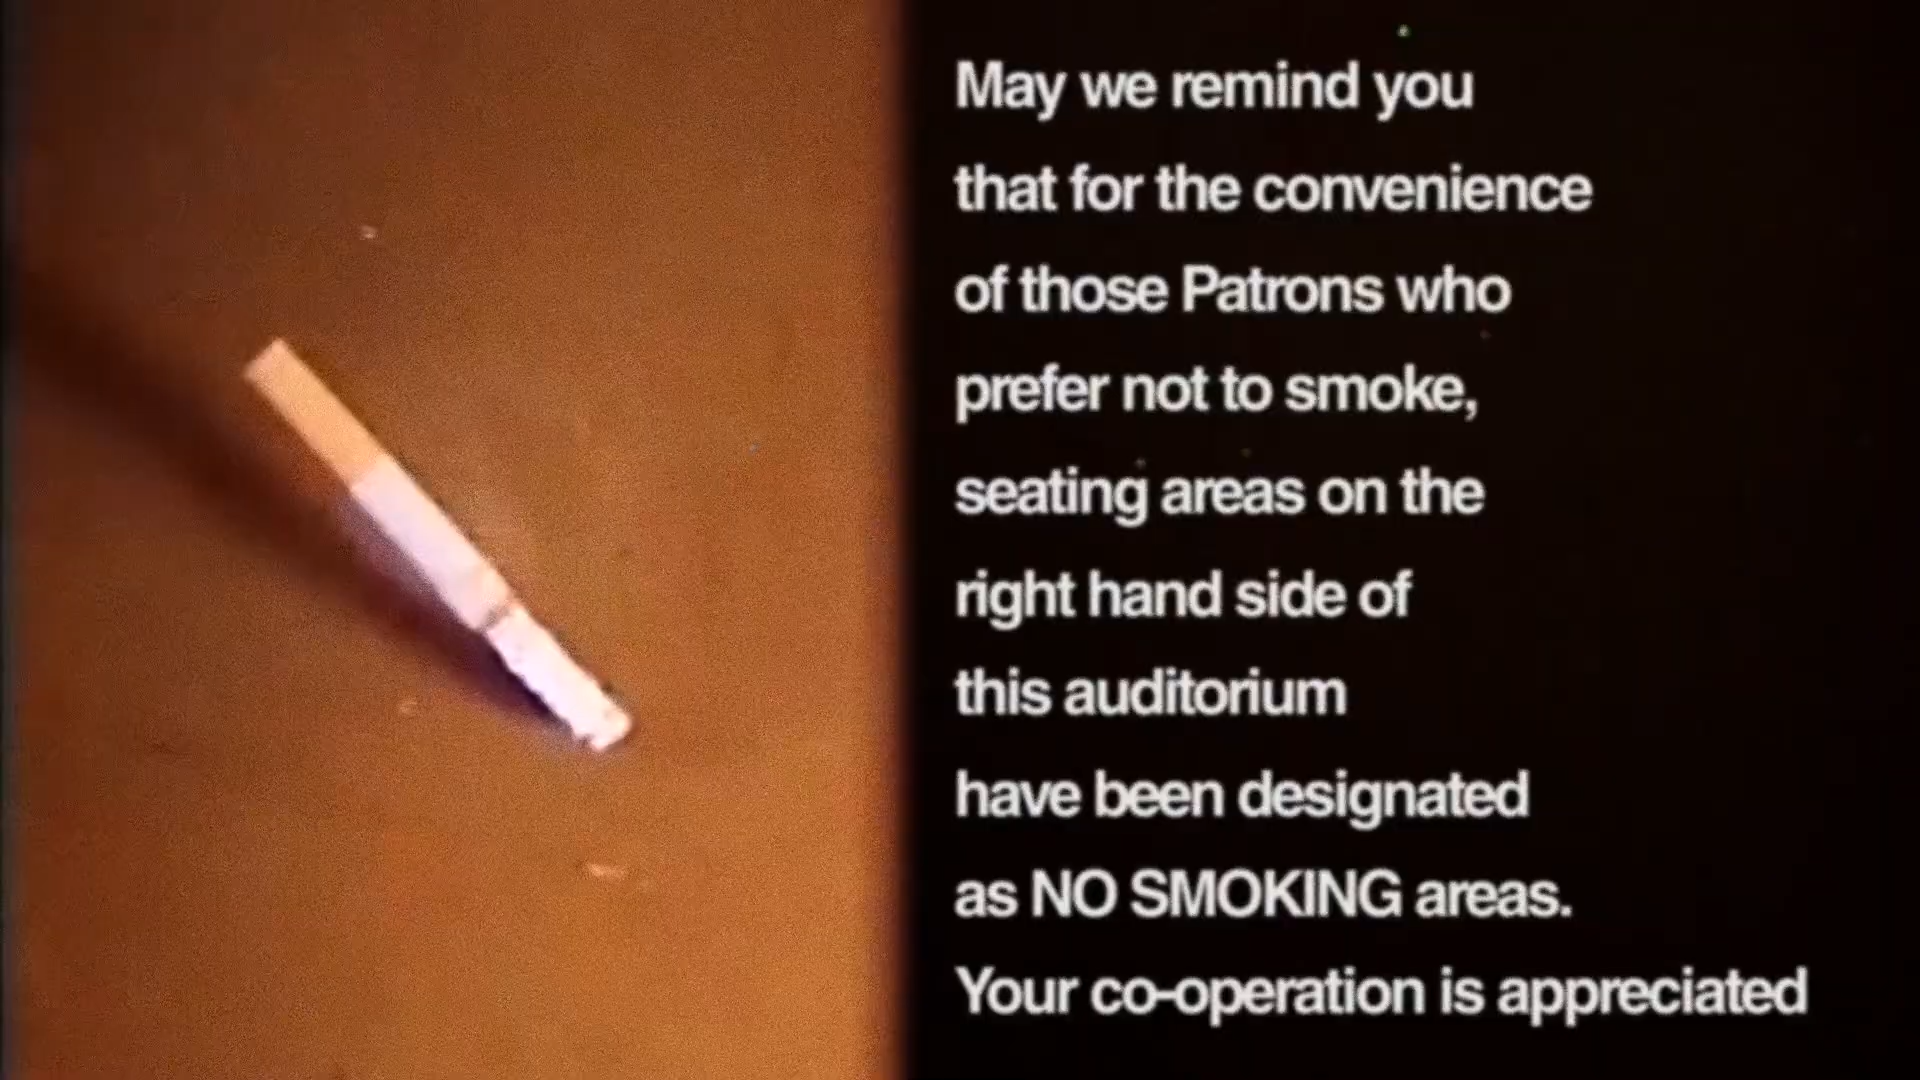 May we remind you
that for the convenience
of those Patrons who
prefer not to smoke,
seating areas on the
right hand side of
this auditorium
have been designated
as NO SMOKING areas.
Your co-operation is appreciated